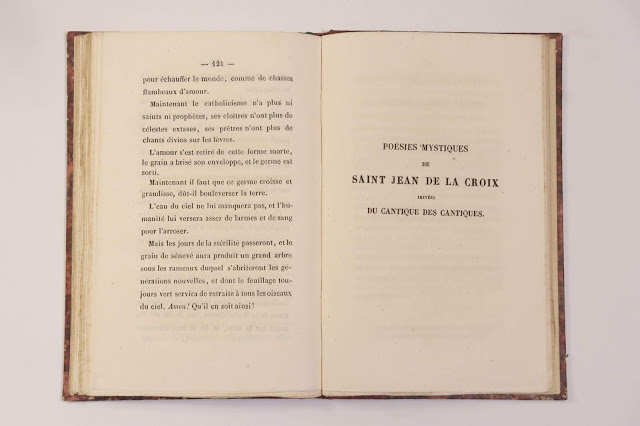 — 124 —
pour échauffer le monde, comme de chastes
flambeaux d'amour.
Maintenant le catholicisme n'a plus ni
saints ni prophètes, ses cloîtres n'ont plus de
célestes extases, ses prêtres n'ont plus de
chants divins sur les lèvres.
L'amour s'est retiré de cette forme morte,
le grain a brisé son enveloppe, et le germe est
sorti.
Maintenant il faut que ce germe croisse et
grandisse, dût-il bouleverser la terre.
L'eau du ciel ne lui manquera pas, et l'hu-
manité lui versera assez de larmes et de sang
pour l'arroser.
Mais les jours de la stérilité passeront, et le
grain de sénevé aura produit un grand arbre
sous les rameaux duquel s'abriteront les gé-
nérations nouvelles, et dont le feuillage tou-
jours vert servira de retraite à tous les oiseaux
du ciel. Amen! Qu'il en soit ainsi!
POÉSIES MYSTIQUES
DE
SAINT JEAN DE LA CROIX
IMITÉES
DU CANTIQUE DES CANTIQUES.